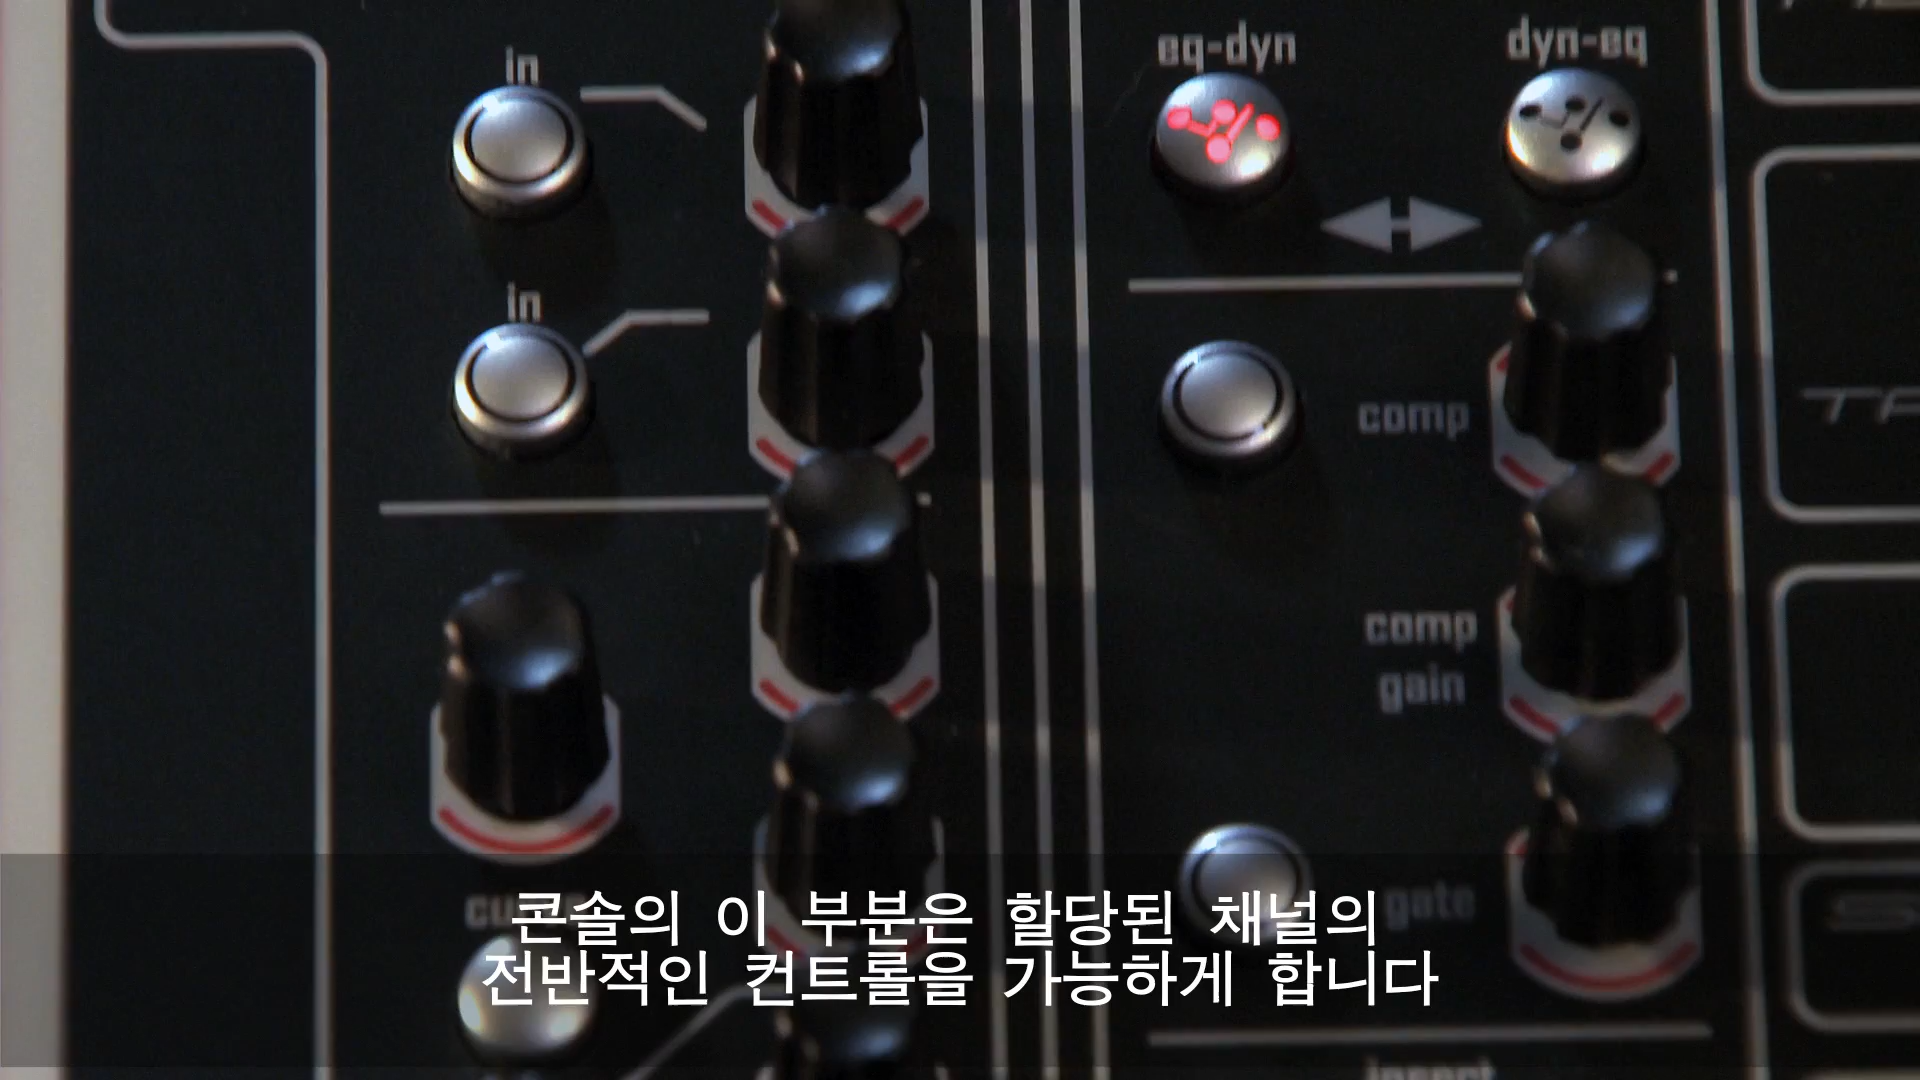 in
eq-dyn
dyn-eq
in
comp
comp
gain
gate
콘솔의 이 부분은 할당된 채널의
전반적인 컨트롤을 가능하게 합니다